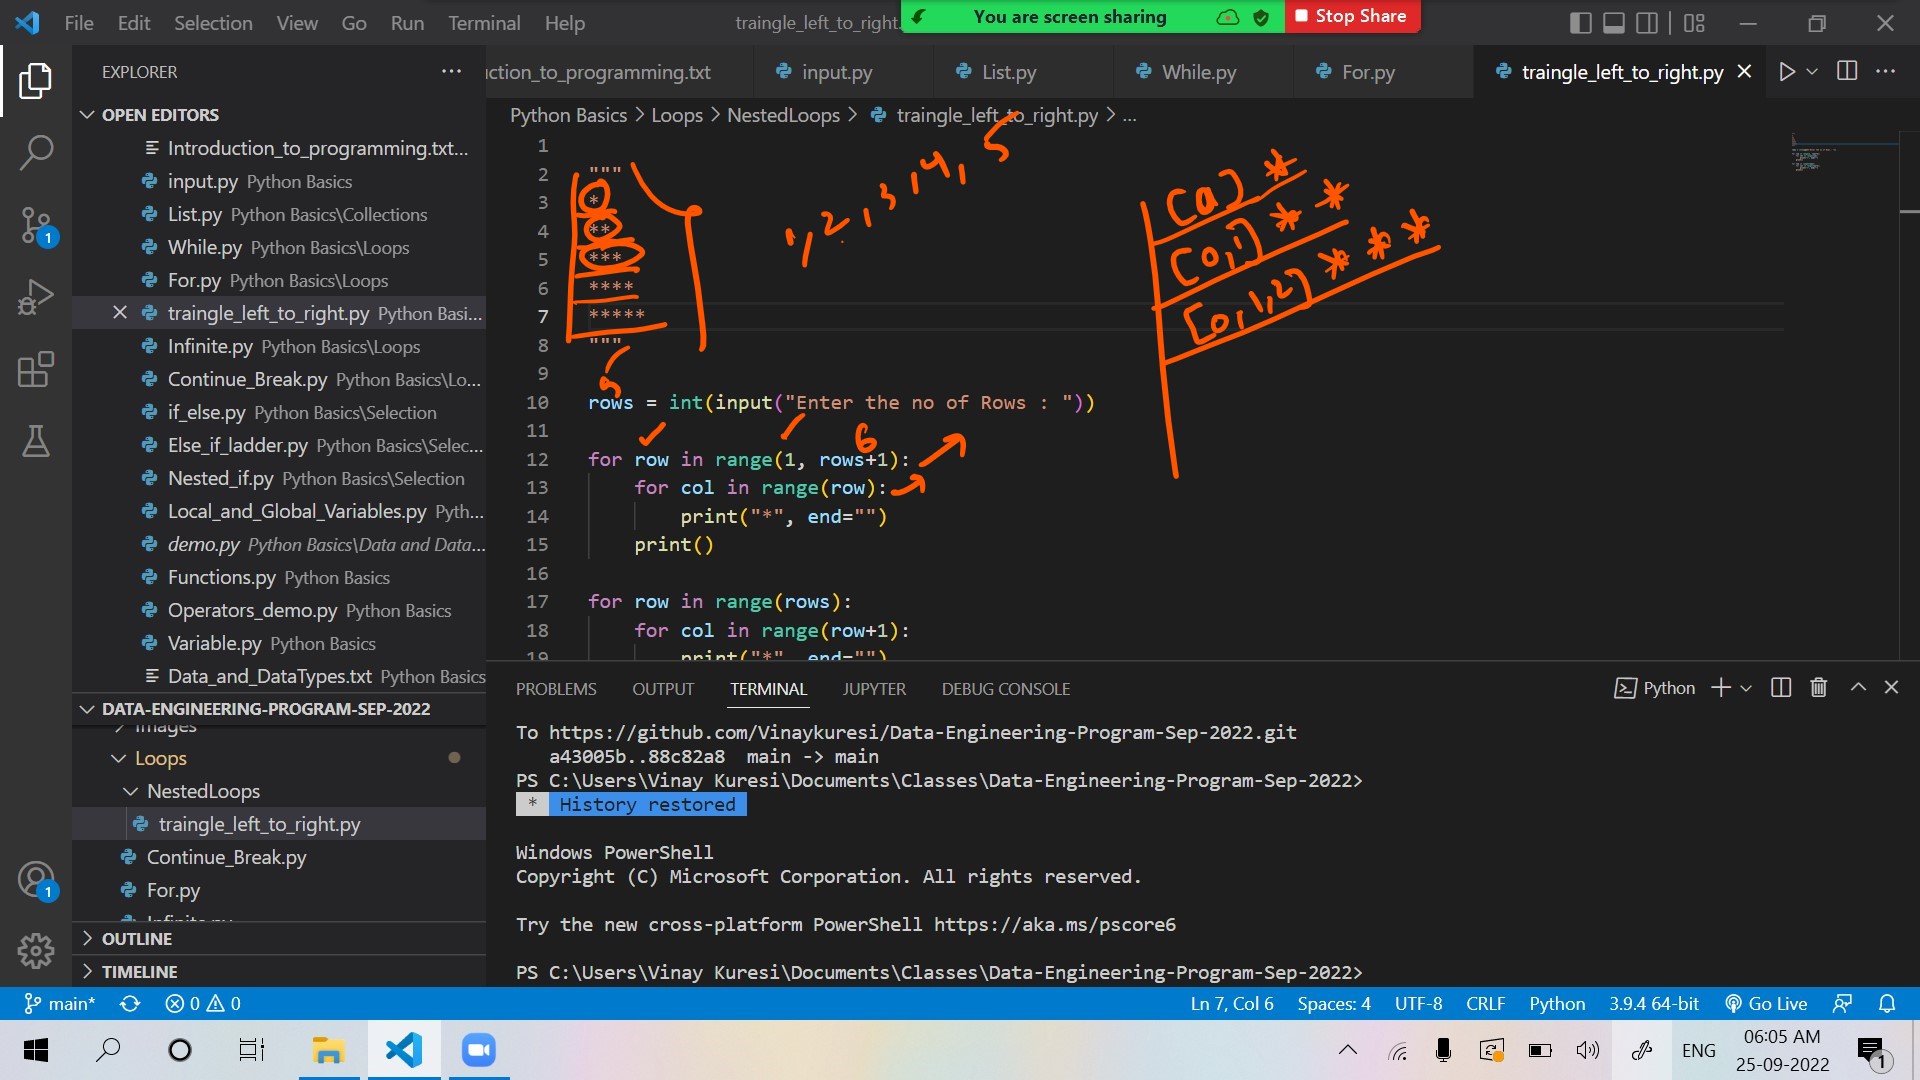 File Edit Selection View Go Run Terminal Help
traingle_left_to_right.
You are screen sharing
Stop Share
EXPLORER
ction_to_programming.txt
input.py
List.py
While.py
For.py
traingle_left_to_right.py
OPEN EDITORS
Python Basics > Loops > NestedLoops > traingle_left_to_right.py > ...
Introduction_to_programming.txt...
input.py Python Basics
List.py Python Basics\Collections
While.py Python Basics\Loops
For.py Python Basics\Loops
traingle_left_to_right.py Python Basi...
Infinite.py Python Basics\Loops
Continue_Break.py Python Basics\Lo...
if_else.py Python Basics\Selection
Else_if_ladder.py Python Basics\Selec...
Nested_if.py Python Basics\Selection
Local_and_Global_Variables.py Pyth...
demo.py Python Basics\Data and Data...
Functions.py Python Basics
Operators_demo.py Python Basics
Variable.py Python Basics
Data_and_DataTypes.txt Python Basics
DATA-ENGINEERING-PROGRAM-SEP-2022
Images
Loops
NestedLoops
traingle_left_to_right.py
Continue_Break.py
For.py
Infinite.py
OUTLINE
TIMELINE
1
2 """
3 *
4 **
5 ***
6 ****
7 *****
8 """
9
10 rows = int(input("Enter the no of Rows : "))
11
12 for row in range(1, rows+1):
13 for col in range(row):
14 print("*", end="")
15 print()
16
17 for row in range(rows):
18 for col in range(row+1):
19 print("*", end="")
1, 2, 3, 4, 5
[0] *
[0,1] * *
[0,1,2] * * *
5
6
PROBLEMS OUTPUT TERMINAL JUPYTER DEBUG CONSOLE
Python
To https://github.com/Vinaykuresi/Data-Engineering-Program-Sep-2022.git
a43005b..88c82a8 main -> main
PS C:\Users\Vinay Kuresi\Documents\Classes\Data-Engineering-Program-Sep-2022>
* History restored
Windows PowerShell
Copyright (C) Microsoft Corporation. All rights reserved.
Try the new cross-platform PowerShell https://aka.ms/pscore6
PS C:\Users\Vinay Kuresi\Documents\Classes\Data-Engineering-Program-Sep-2022>
1
1
main* 0 0
Ln 7, Col 6 Spaces: 4 UTF-8 CRLF Python 3.9.4 64-bit Go Live
ENG
06:05 AM
25-09-2022
1